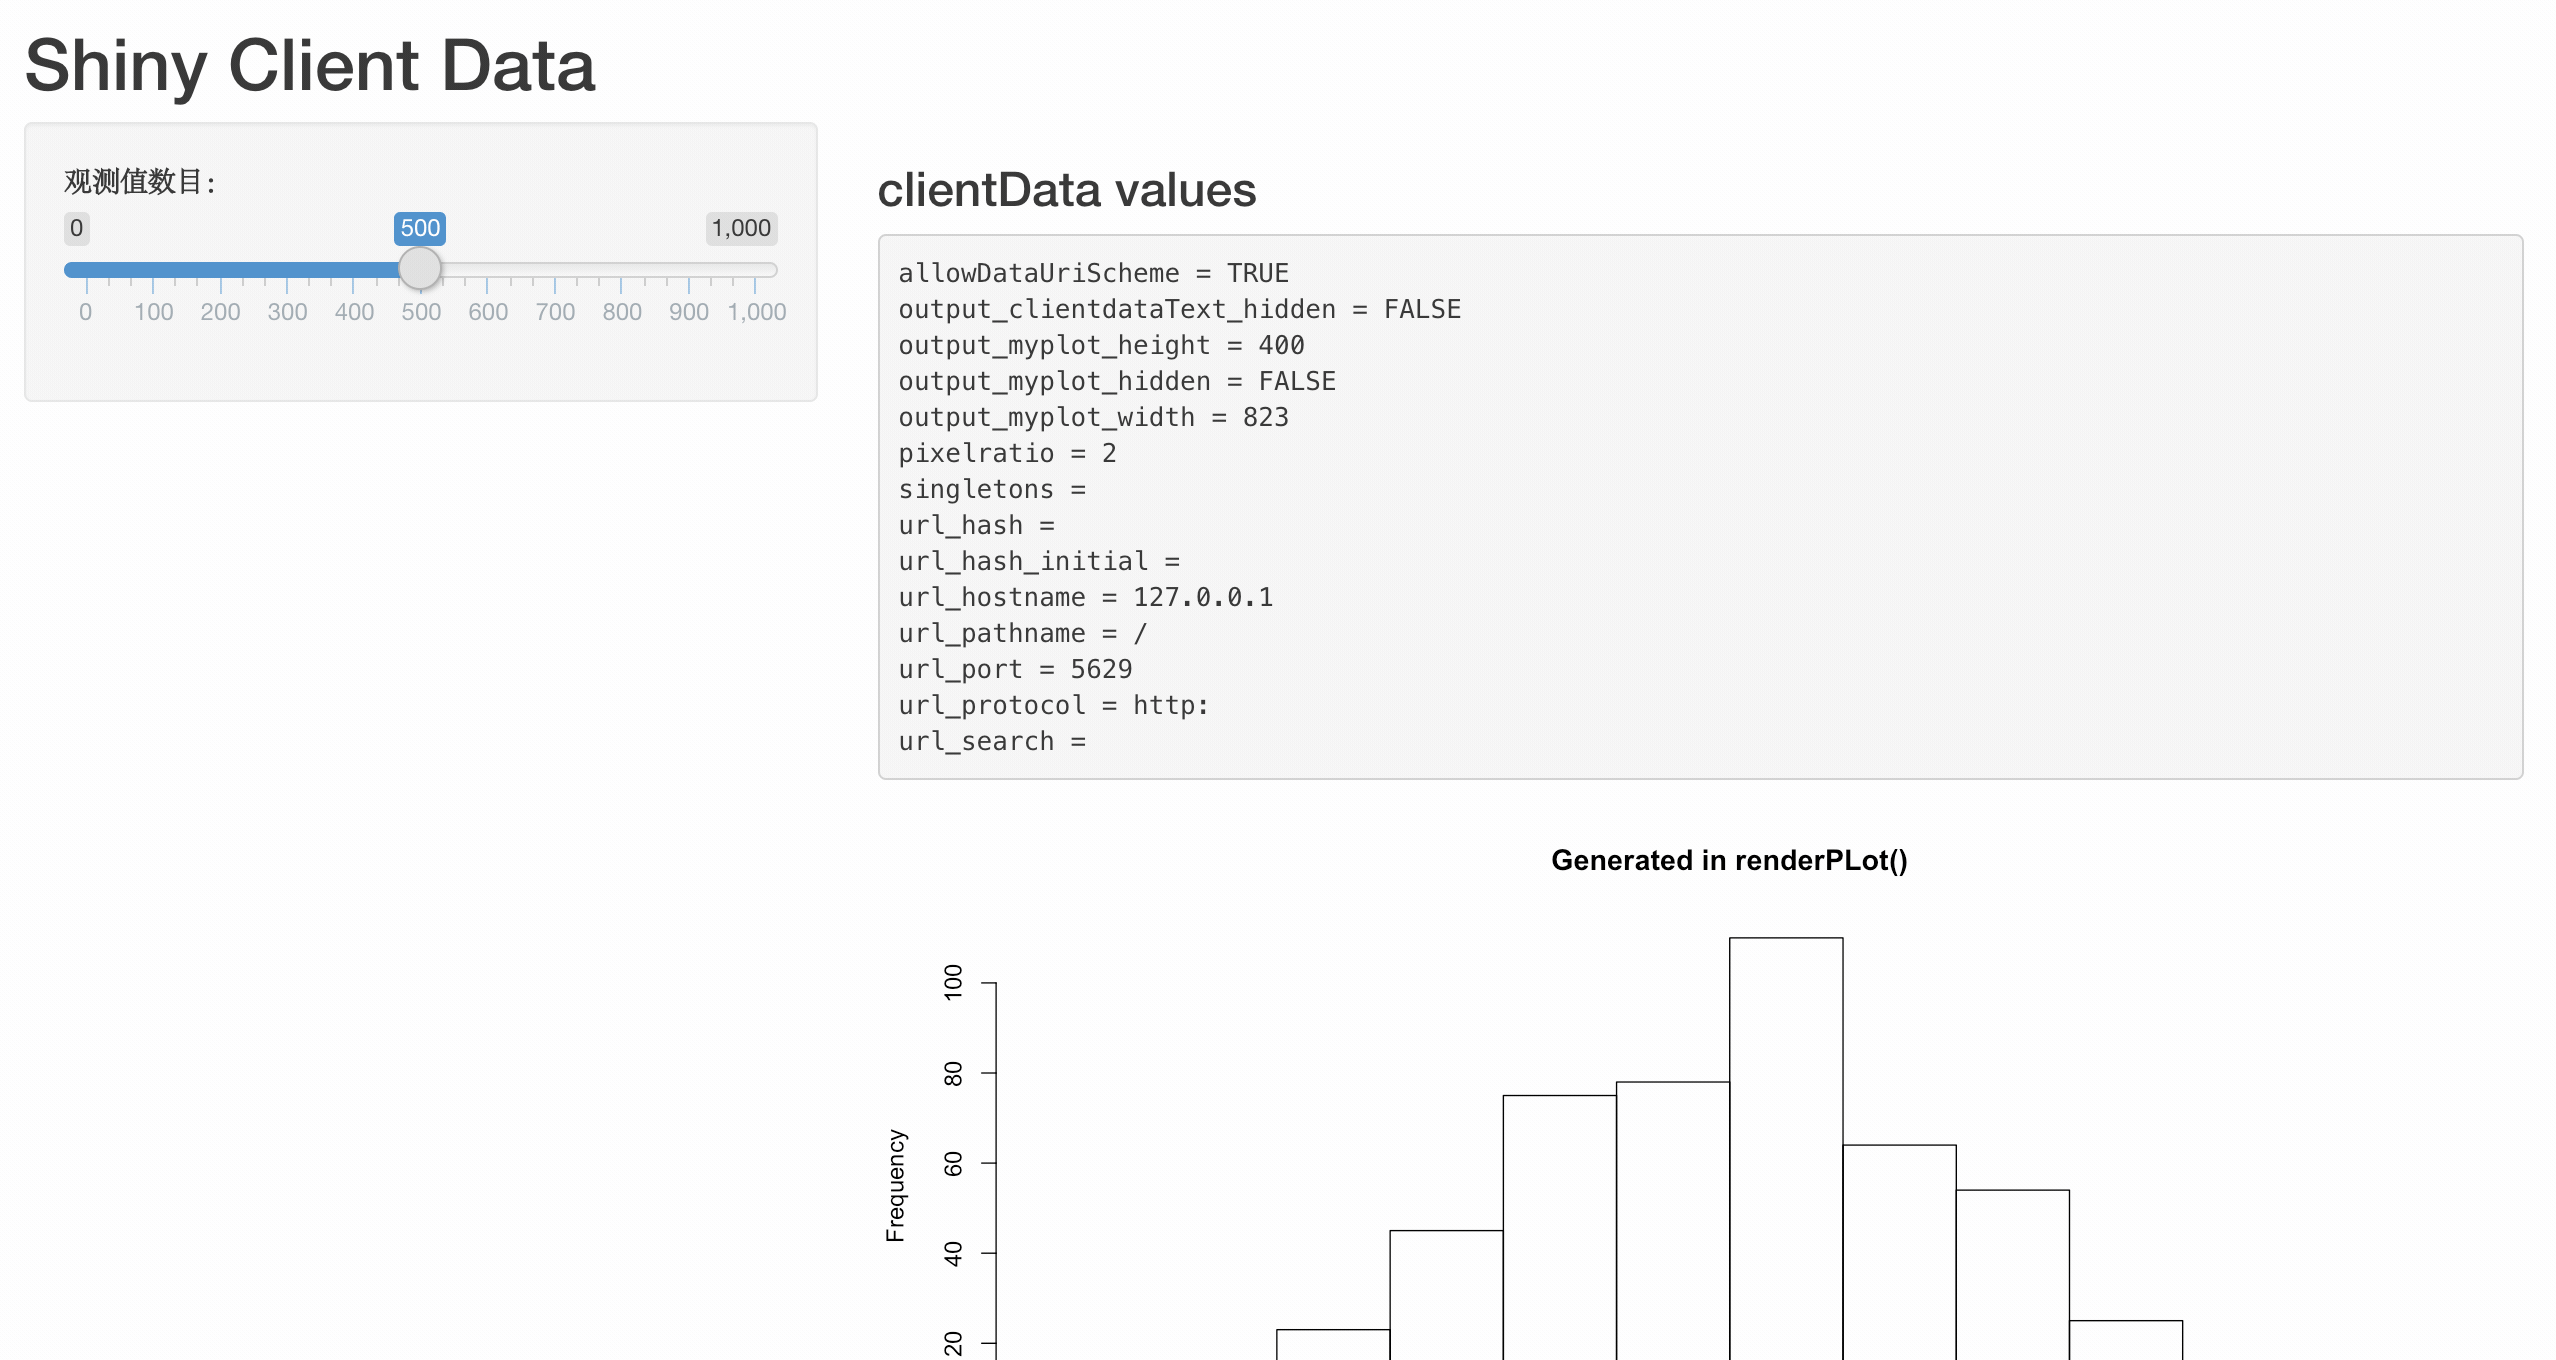 Shiny Client Data
观测值数目:
0 500 1,000
0 100 200 300 400 500 600 700 800 900 1,000
clientData values
allowDataUriScheme = TRUE
output_clientdataText_hidden = FALSE
output_myplot_height = 400
output_myplot_hidden = FALSE
output_myplot_width = 823
pixelratio = 2
singletons =
url_hash =
url_hash_initial =
url_hostname = 127.0.0.1
url_pathname = /
url_port = 5629
url_protocol = http:
url_search =
Generated in renderPLot()
100
80
60
40
20
Frequency